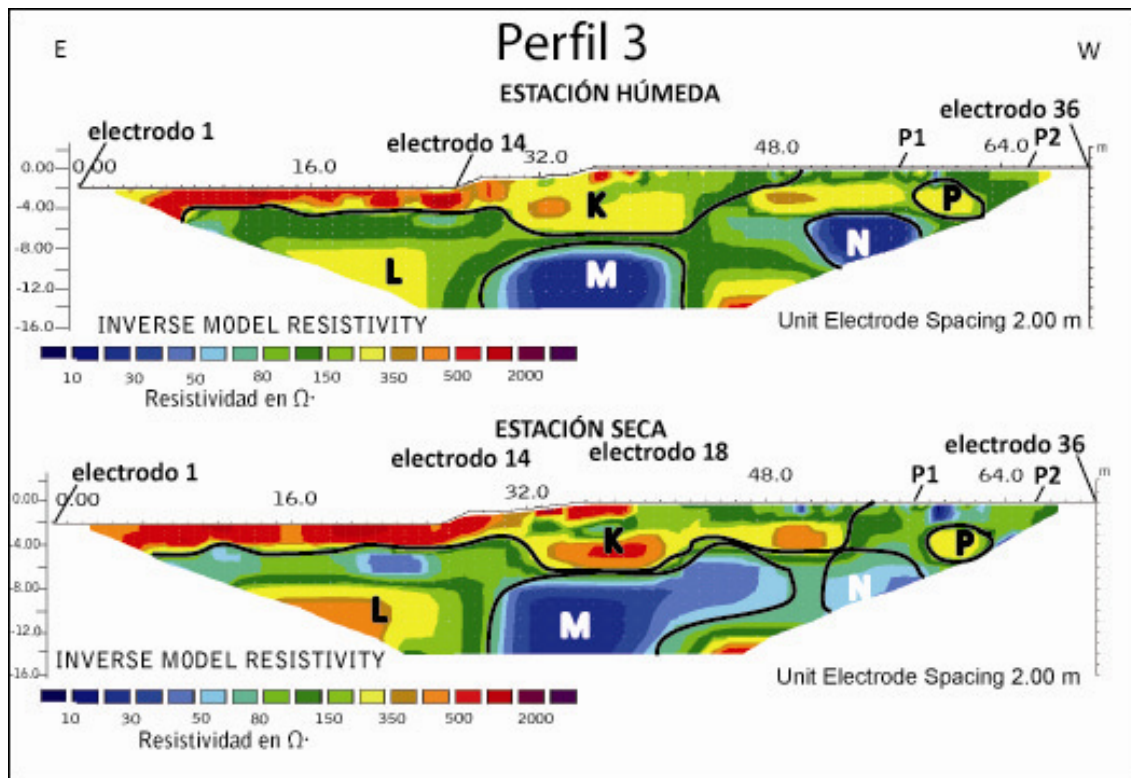 Perfil 3
E W
ESTACIÓN HÚMEDA
electrodo 1 electrodo 14 electrodo 36
P1 P2
0.00 0.00 16.0 32.0 48.0 64.0 m
-4.00
-8.00
-12.0
-16.0
K P
L M N
INVERSE MODEL RESISTIVITY
Unit Electrode Spacing 2.00 m
10 30 50 80 150 350 500 2000
Resistividad en Ω·
ESTACIÓN SECA
electrodo 1 electrodo 14 electrodo 18 electrodo 36
P1 P2
0.00 0.00 16.0 32.0 48.0 64.0 m
-4.00
-8.00
-12.0
-16.0
K P
L M N
INVERSE MODEL RESISTIVITY
Unit Electrode Spacing 2.00 m
10 30 50 80 150 350 500 2000
Resistividad en Ω·